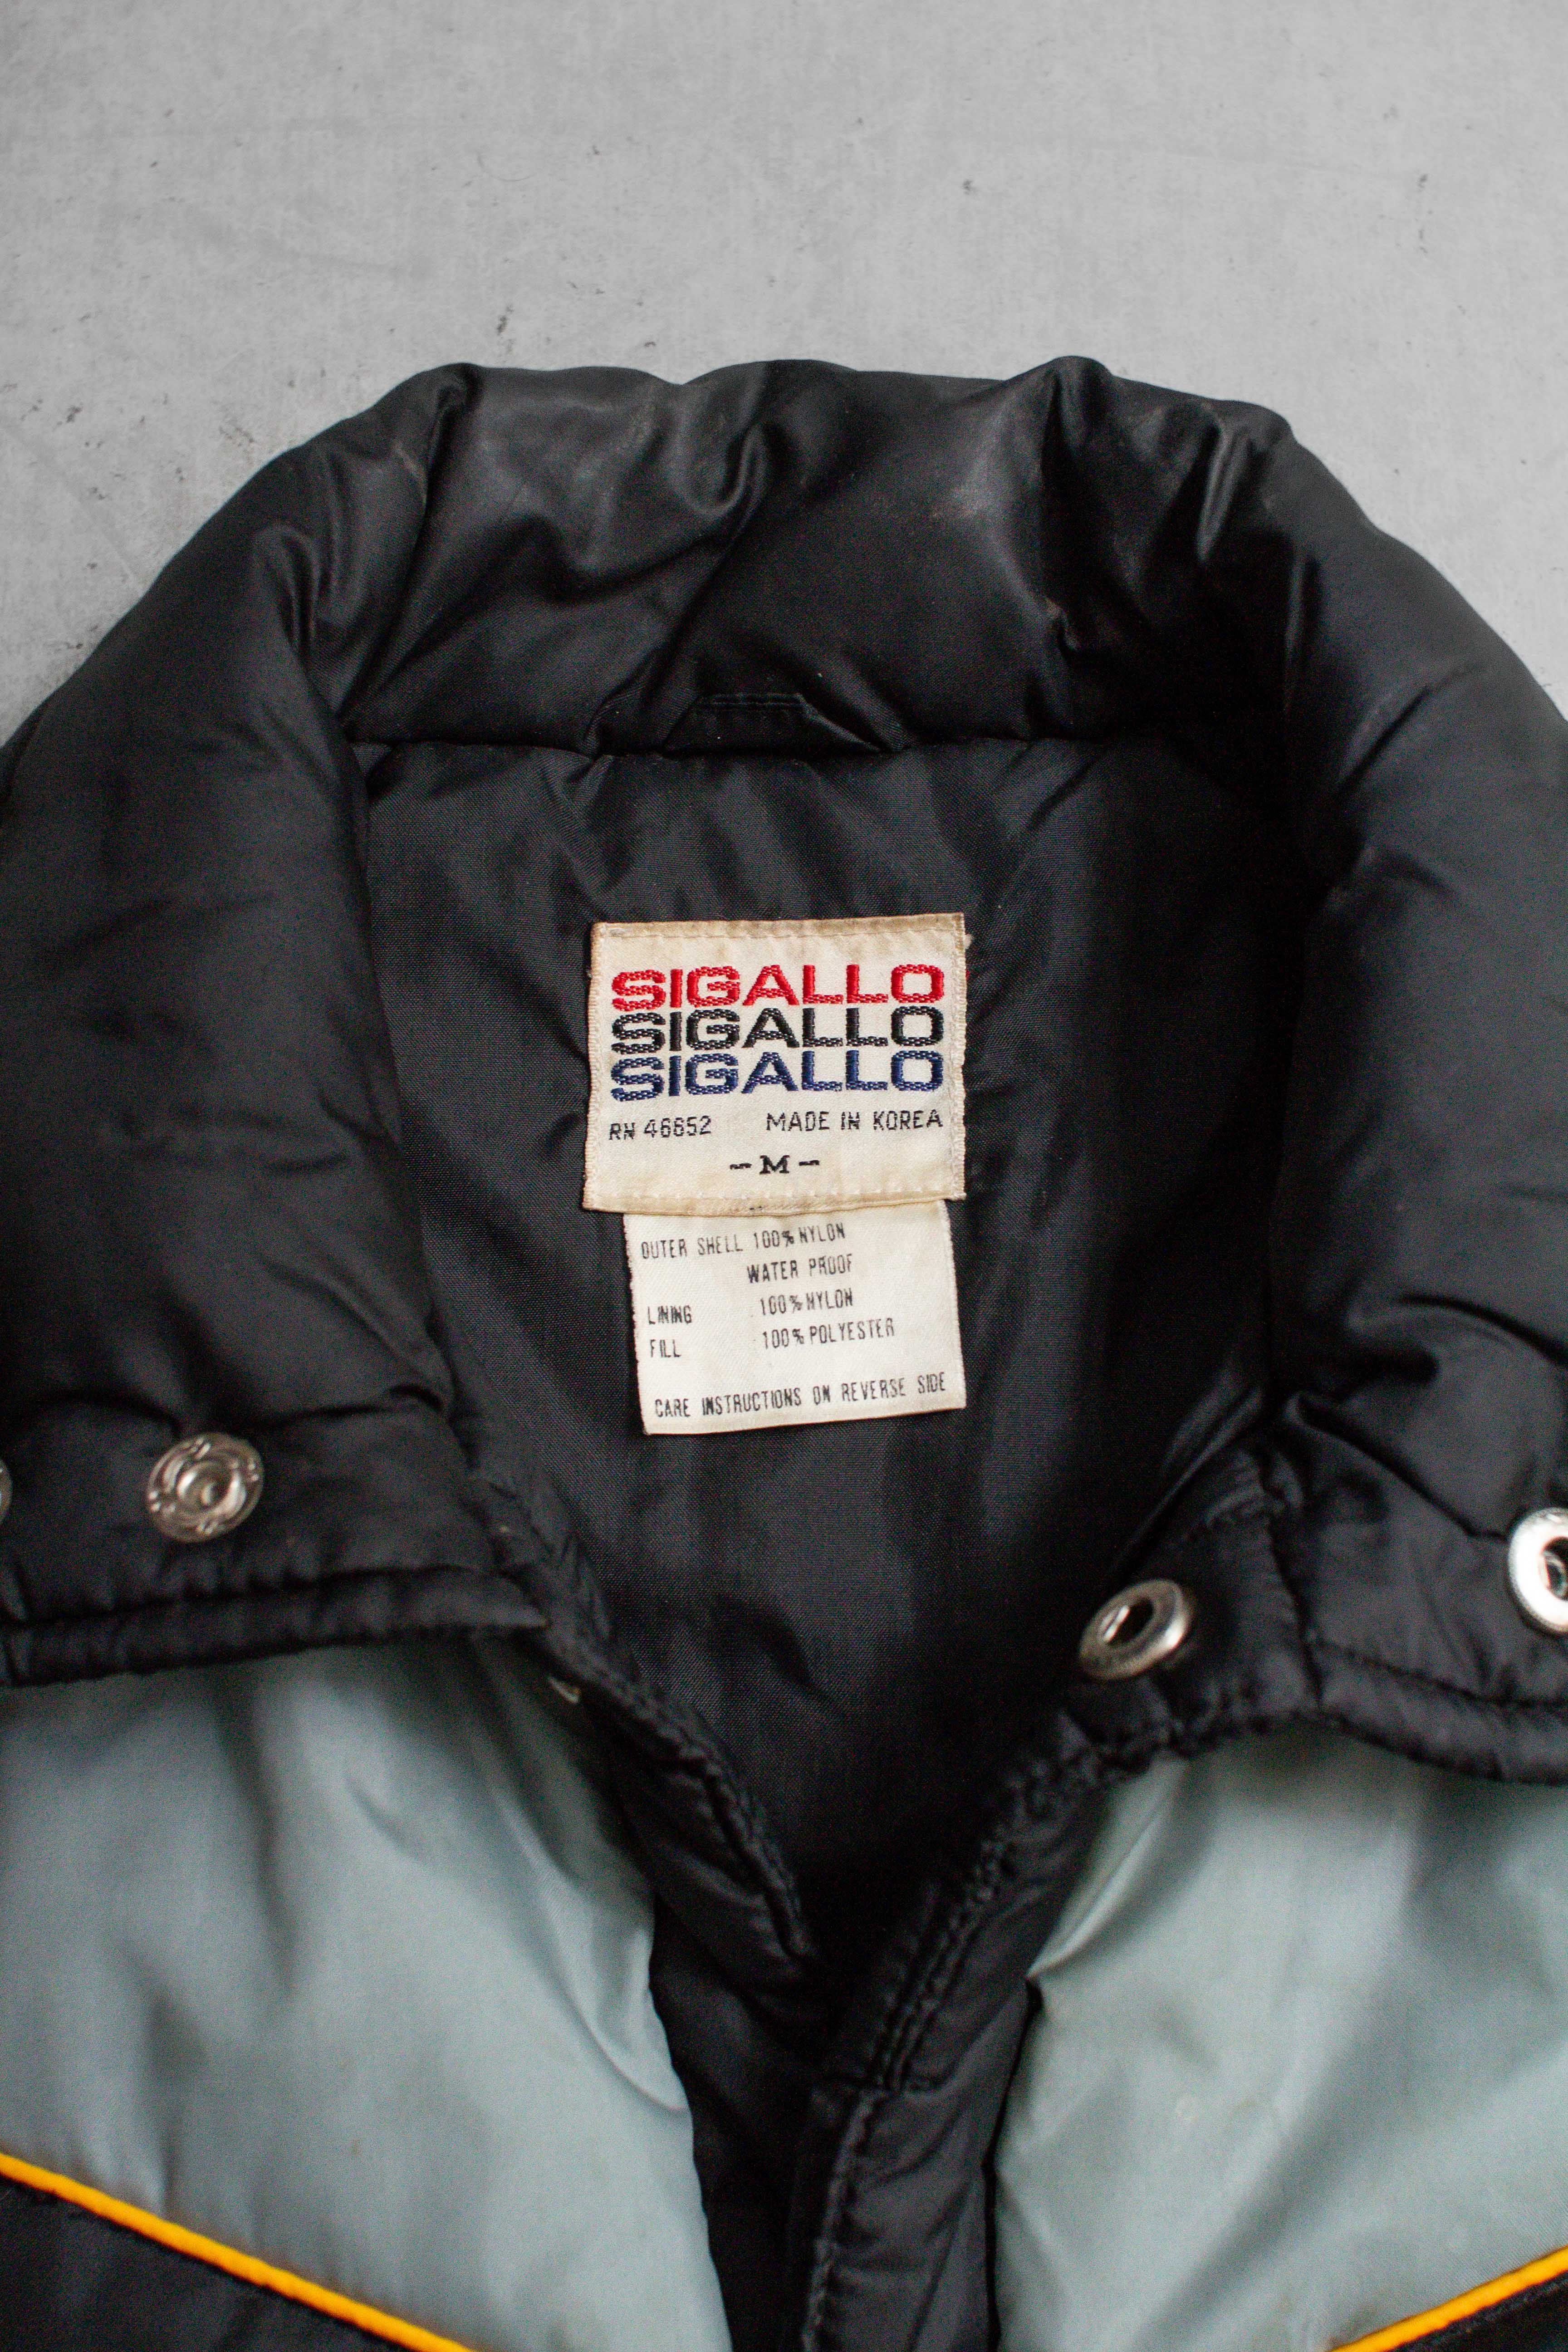 SIGALLO
SIGALLO
SIGALLO
RN 46652 MADE IN KOREA
- M -
OUTER SHELL 100% NYLON
WATER PROOF
LINING 100% NYLON
FILL 100% POLYESTER
CARE INSTRUCTIONS ON REVERSE SIDE